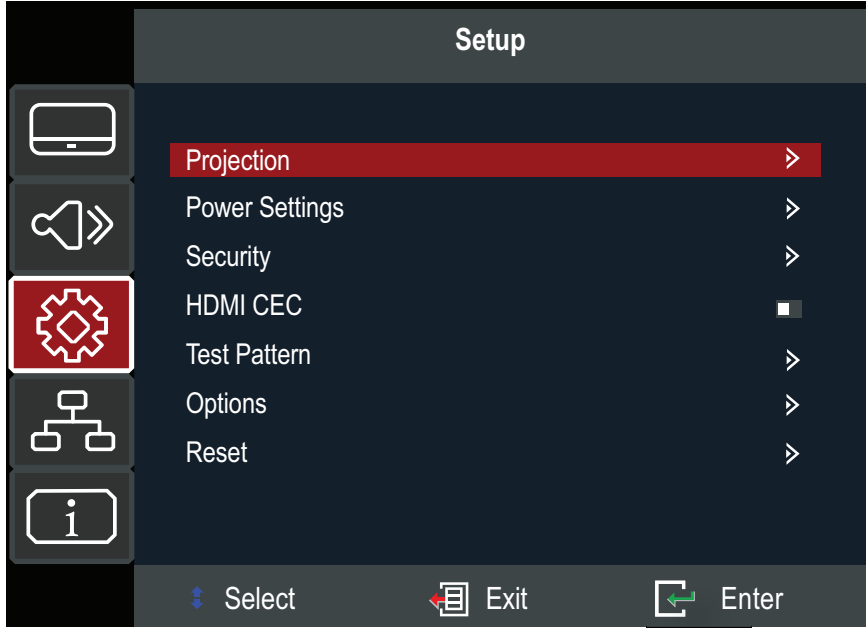 Setup
Projection
Power Settings
Security
HDMI CEC
Test Pattern
Options
Reset
i
Select Exit Enter